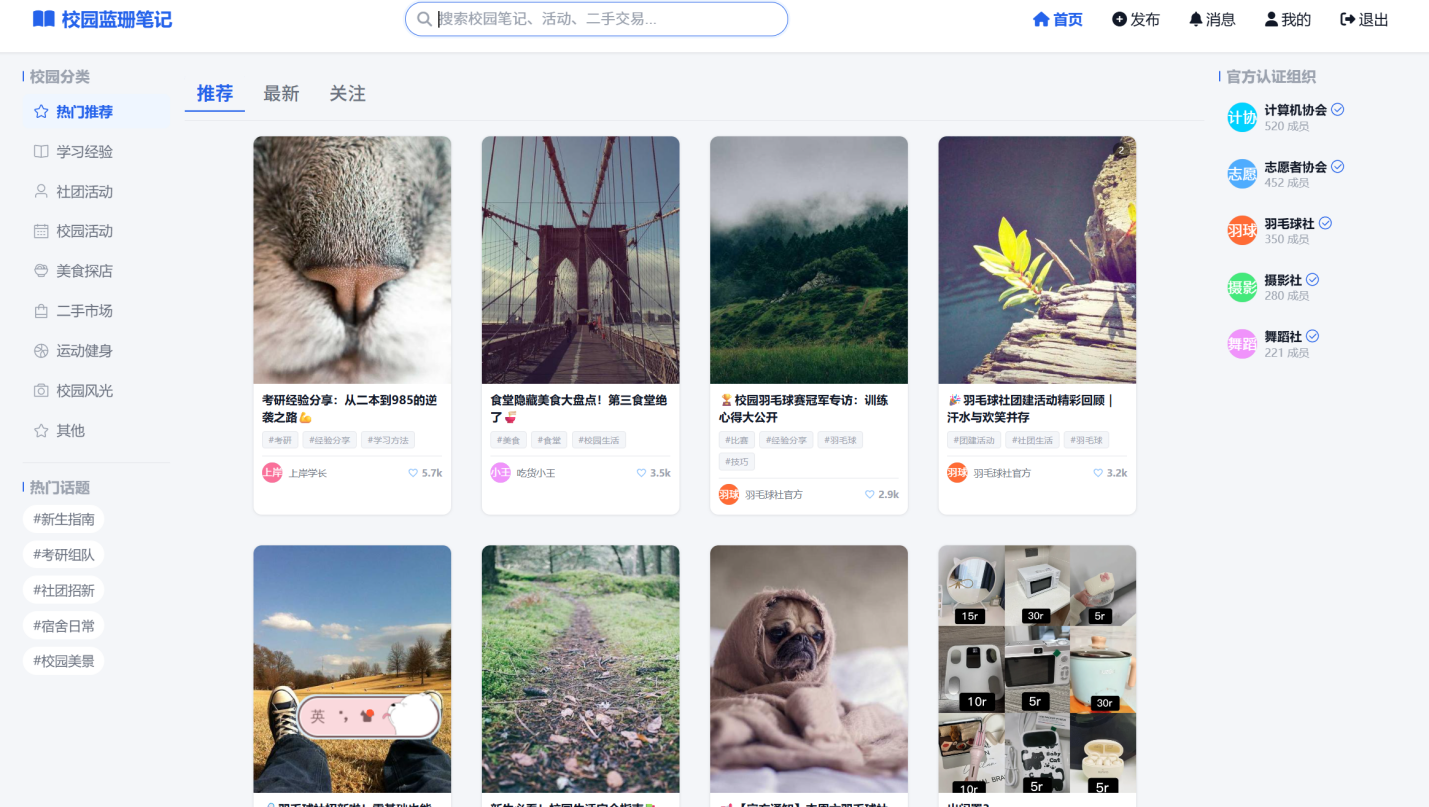 校园蓝珊笔记
搜索校园笔记、活动、二手交易...
首页
发布
消息
我的
退出
校园分类
热门推荐
学习经验
社团活动
校园活动
美食探店
二手市场
运动健身
校园风光
其他
热门话题
#新生指南
#考研组队
#社团招新
#宿舍日常
#校园美景
推荐
最新
关注
考研经验分享：从二本到985的逆
袭之路💪
#考研 #经验分享 #学习方法
上岸 上岸学长 5.7k
食堂隐藏美食大盘点！第三食堂绝
了🍜
#美食 #食堂 #校园生活
小王 吃货小王 3.5k
🏆校园羽毛球赛冠军专访：训练
心得大公开
#比赛 #经验分享 #羽毛球
#技巧
羽球 羽毛球社官方 2.9k
2
🎉羽毛球社团建活动精彩回顾 |
汗水与欢笑并存
#团建活动 #社团生活 #羽毛球
羽球 羽毛球社官方 3.2k
英
15r
30r
5r
10r
5r
30r
10r
5r
5r
官方认证组织
计协 计算机协会
520 成员
志愿 志愿者协会
452 成员
羽球 羽毛球社
350 成员
摄影 摄影社
280 成员
舞蹈 舞蹈社
221 成员